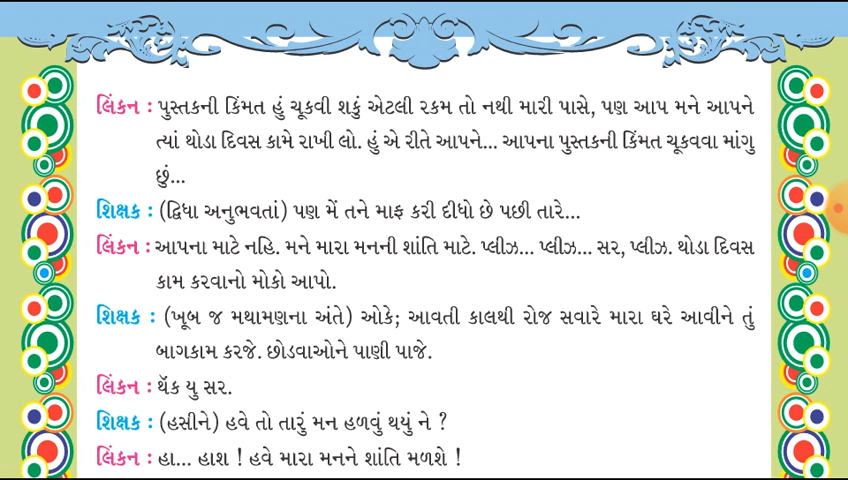 લિંકન : પુસ્તકની કિંમત હું ચૂકવી શકું એટલી રકમ તો નથી મારી પાસે, પણ આપ મને આપને
ત્યાં થોડા દિવસ કામે રાખી લો. હું એ રીતે આપને... આપના પુસ્તકની કિંમત ચૂકવવા માંગુ
છું...
શિક્ષક : (દ્વિધા અનુભવતાં) પણ મેં તને માફ કરી દીધો છે પછી તારે...
લિંકન : આપના માટે નહિ. મને મારા મનની શાંતિ માટે. પ્લીઝ... પ્લીઝ... સર, પ્લીઝ. થોડા દિવસ
કામ કરવાનો મોકો આપો.
શિક્ષક : (ખૂબ જ મથામણના અંતે) ઓકે; આવતી કાલથી રોજ સવારે મારા ઘરે આવીને તું
બાગકામ કરજે. છોડવાઓને પાણી પાજે.
લિંકન : થૅંક યુ સર.
શિક્ષક : (હસીને) હવે તો તારું મન હળવું થયું ને ?
લિંકન : હા... હાશ ! હવે મારા મનને શાંતિ મળશે !